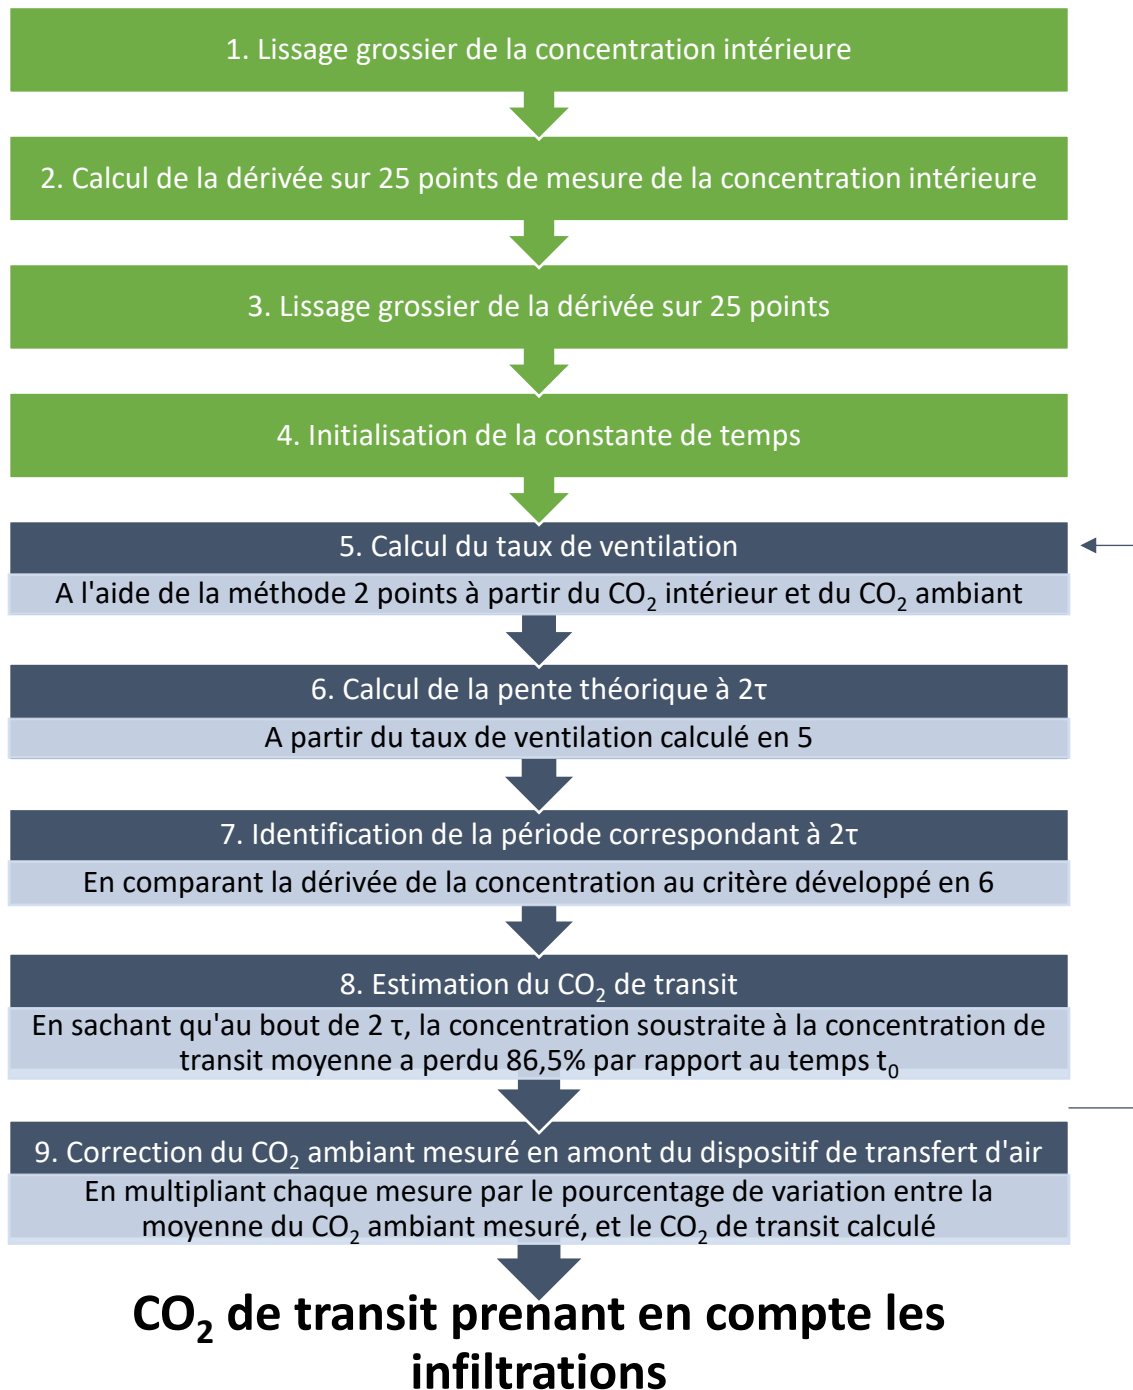 1. Lissage grossier de la concentration intérieure
2. Calcul de la dérivée sur 25 points de mesure de la concentration intérieure
3. Lissage grossier de la dérivée sur 25 points
4. Initialisation de la constante de temps
5. Calcul du taux de ventilation
A l'aide de la méthode 2 points à partir du CO₂ intérieur et du CO₂ ambiant
6. Calcul de la pente théorique à 2τ
A partir du taux de ventilation calculé en 5
7. Identification de la période correspondant à 2τ
En comparant la dérivée de la concentration au critère développé en 6
8. Estimation du CO₂ de transit
En sachant qu'au bout de 2 τ, la concentration soustraite à la concentration de
transit moyenne a perdu 86,5% par rapport au temps t₀
9. Correction du CO₂ ambiant mesuré en amont du dispositif de transfert d'air
En multipliant chaque mesure par le pourcentage de variation entre la
moyenne du CO₂ ambiant mesuré, et le CO₂ de transit calculé
CO₂ de transit prenant en compte les
infiltrations